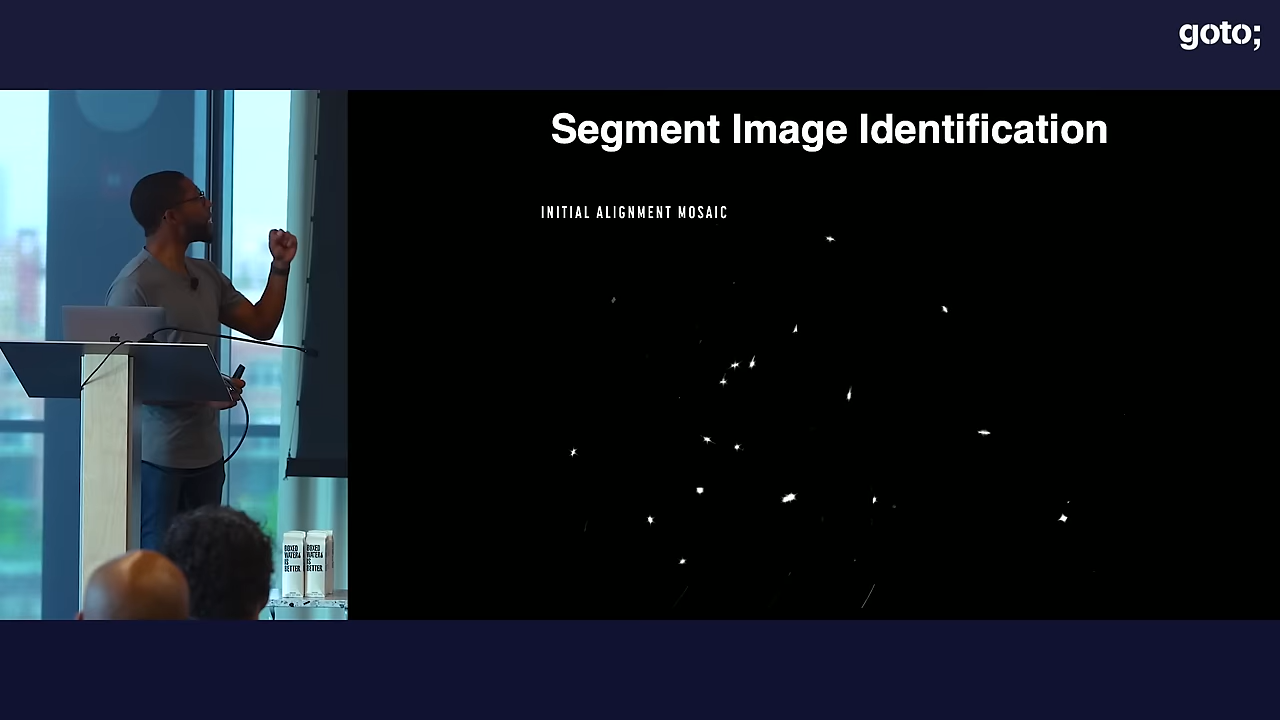 goto;
Segment Image Identification
INITIAL ALIGNMENT MOSAIC
BOXED
WATER
IS
BETTER.
BOXED
WATER
IS
BETTER.